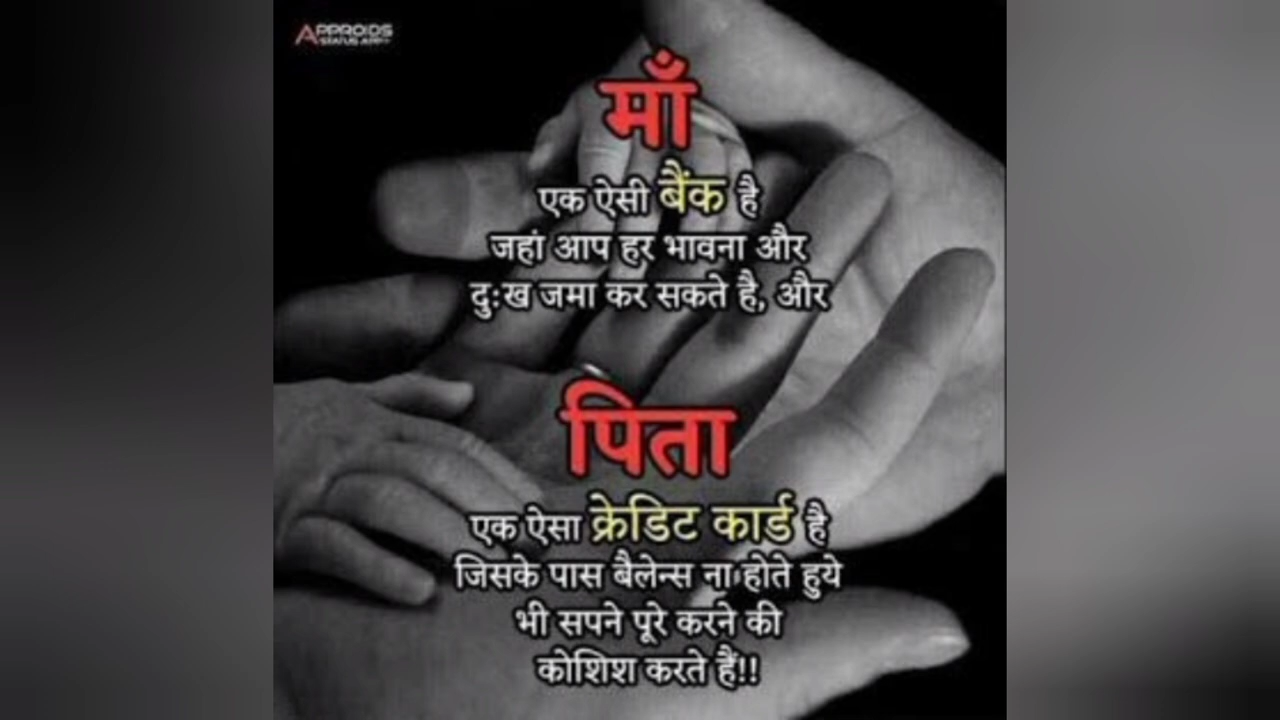 APPROIDS
STATUS APP
माँ
एक ऐसी बैंक है
जहां आप हर भावना और
दुःख जमा कर सकते है, और
पिता
एक ऐसा क्रेडिट कार्ड है
जिसके पास बैलेन्स ना होते हुये
भी सपने पूरे करने की
कोशिश करते हैं!!